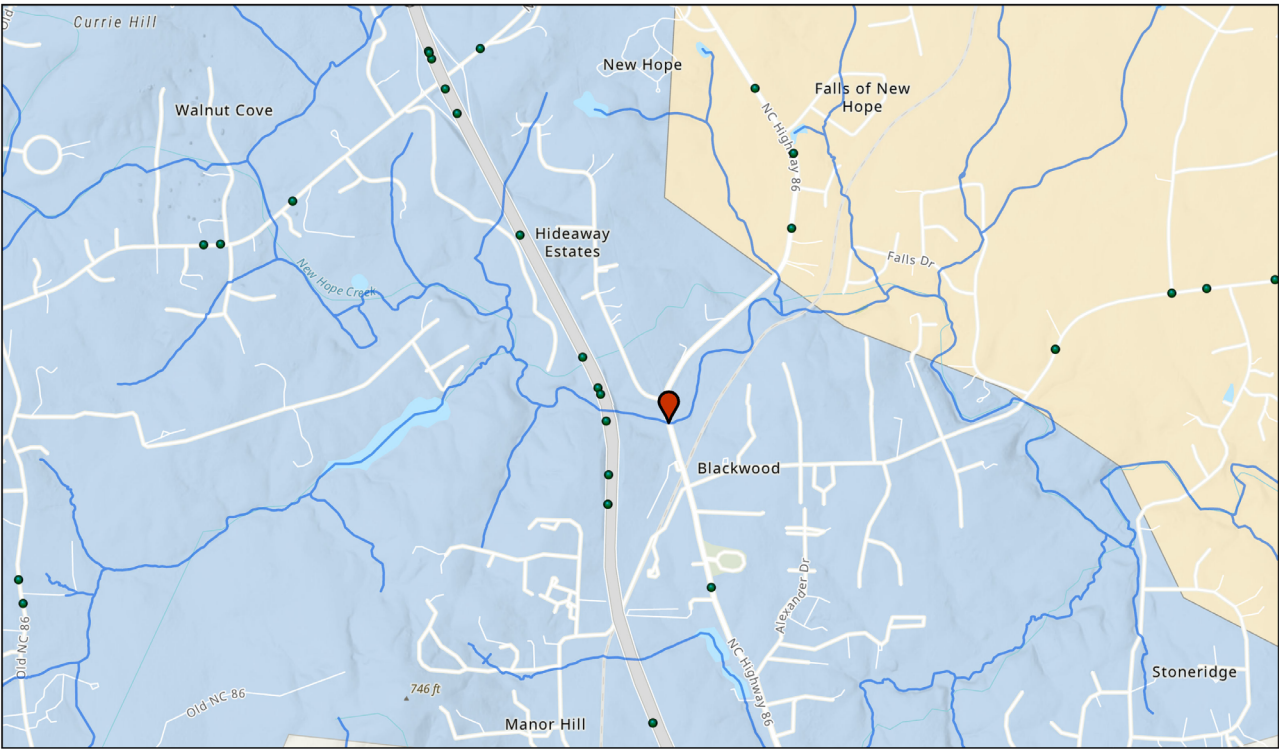 Old
Currie Hill
N
New Hope
Walnut Cove
Falls of New
Hope
NC Highway 86
Hideaway
Estates
Falls Dr
New Hope Creek
Blackwood
Alexander Dr
Old NC 86
NC Highway 86
Stoneridge
746 ft
Old NC 86
Manor Hill